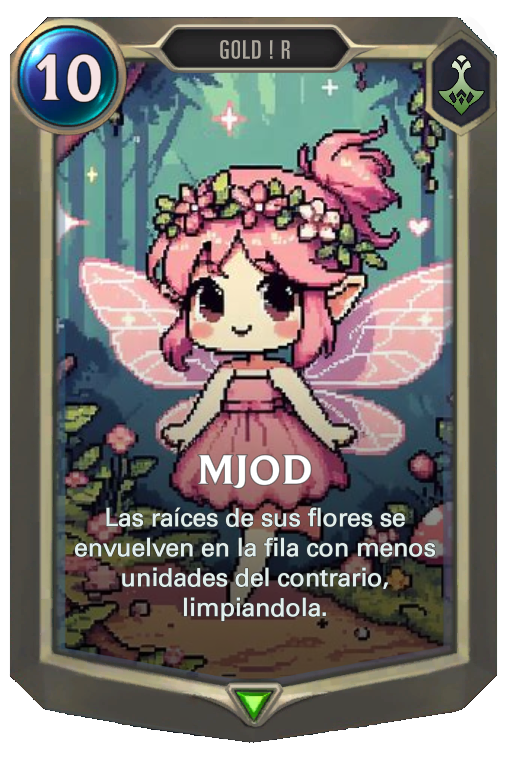 GOLD ! R
10
MJOD
Las raíces de sus flores se
envuelven en la fila con menos
unidades del contrario,
limpiandola.